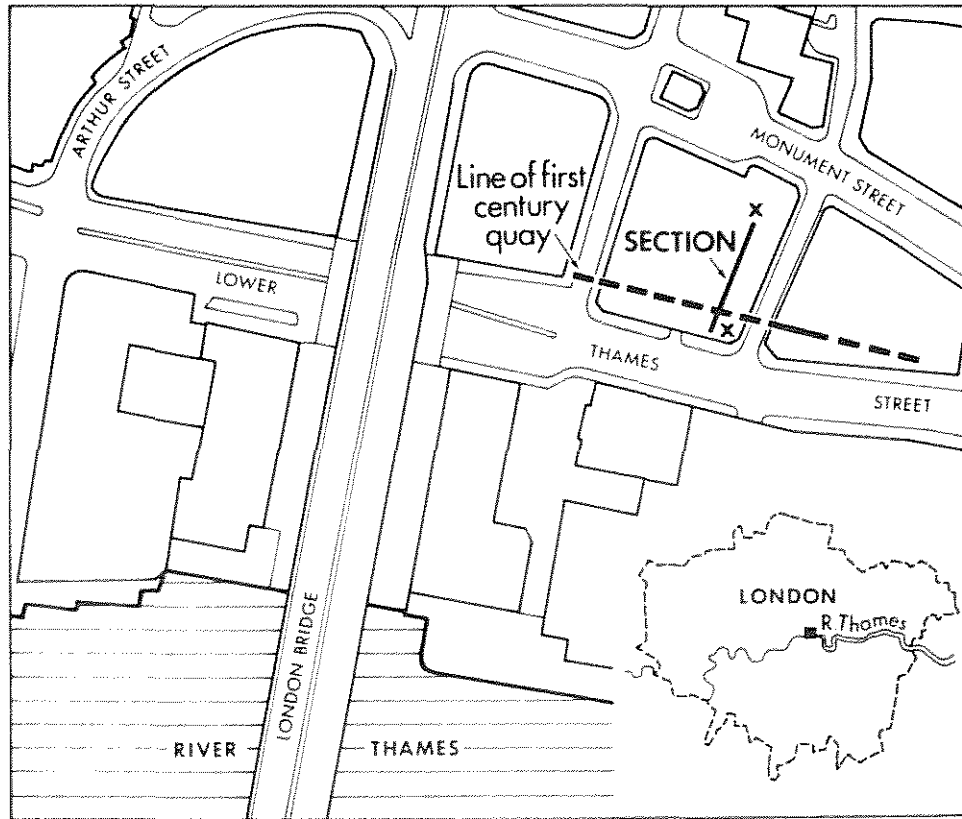 ARTHUR STREET
MONUMENT STREET
Line of first
century
quay
X
SECTION
X
LOWER
THAMES
STREET
LONDON
R.Thames
LONDON BRIDGE
RIVER
THAMES